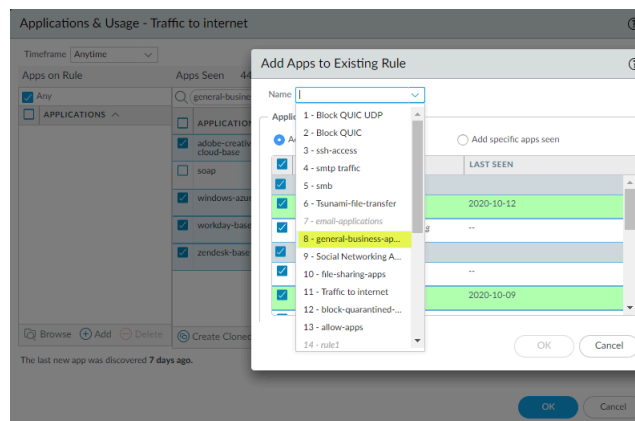 Applications & Usage - Traffic to internet
Timeframe Anytime
Apps on Rule
Apps Seen 44
Any
general-busine
APPLICATIONS
APPLICATION
adobe-creativ
cloud-base
soap
windows-azur
workday-base
zendesk-base
Browse Add Delete
Create Cloned
The last new app was discovered 7 days ago.
OK Cancel
Add Apps to Existing Rule
Name
Applic
A
Add specific apps seen
LAST SEEN
2020-10-12
--
--
2020-10-09
1 - Block QUIC UDP
2 - Block QUIC
3 - ssh-access
4 - smtp traffic
5 - smb
6 - Tsunami-file-transfer
7 - email-applications
8 - general-business-ap...
9 - Social Networking A...
10 - file-sharing-apps
11 - Traffic to internet
12 - block-quarantined-...
13 - allow-apps
14 - rule1
OK Cancel